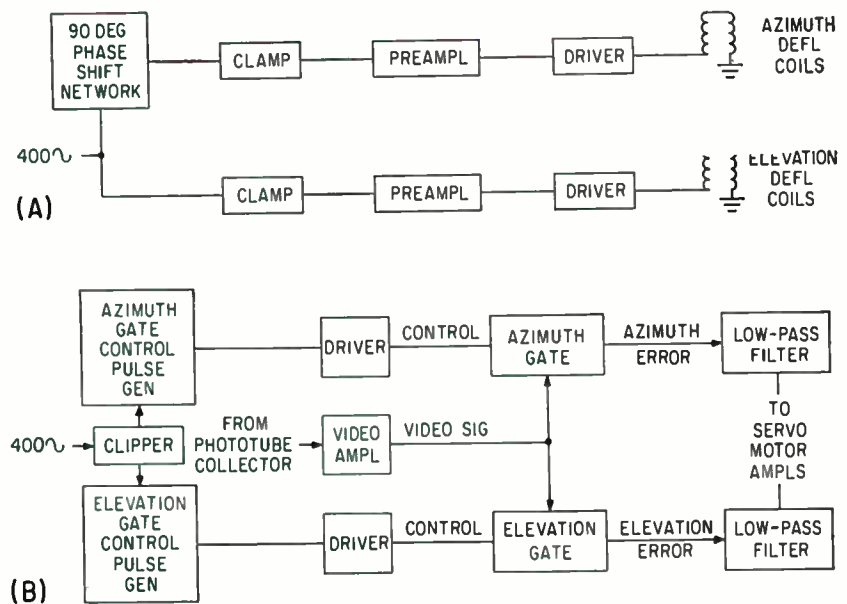 90 DEG
PHASE
SHIFT
NETWORK
CLAMP
PREAMPL
DRIVER
AZIMUTH
DEFL
COILS
400~
CLAMP
PREAMPL
DRIVER
ELEVATION
DEFL
COILS
(A)
AZIMUTH
GATE
CONTROL
PULSE
GEN
DRIVER
CONTROL
AZIMUTH
GATE
AZIMUTH
ERROR
LOW-PASS
FILTER
400~
CLIPPER
FROM
PHOTOTUBE
COLLECTOR
VIDEO
AMPL
VIDEO SIG
TO
SERVO
MOTOR
AMPLS
ELEVATION
GATE
CONTROL
PULSE
GEN
DRIVER
CONTROL
ELEVATION
GATE
ELEVATION
ERROR
LOW-PASS
FILTER
(B)